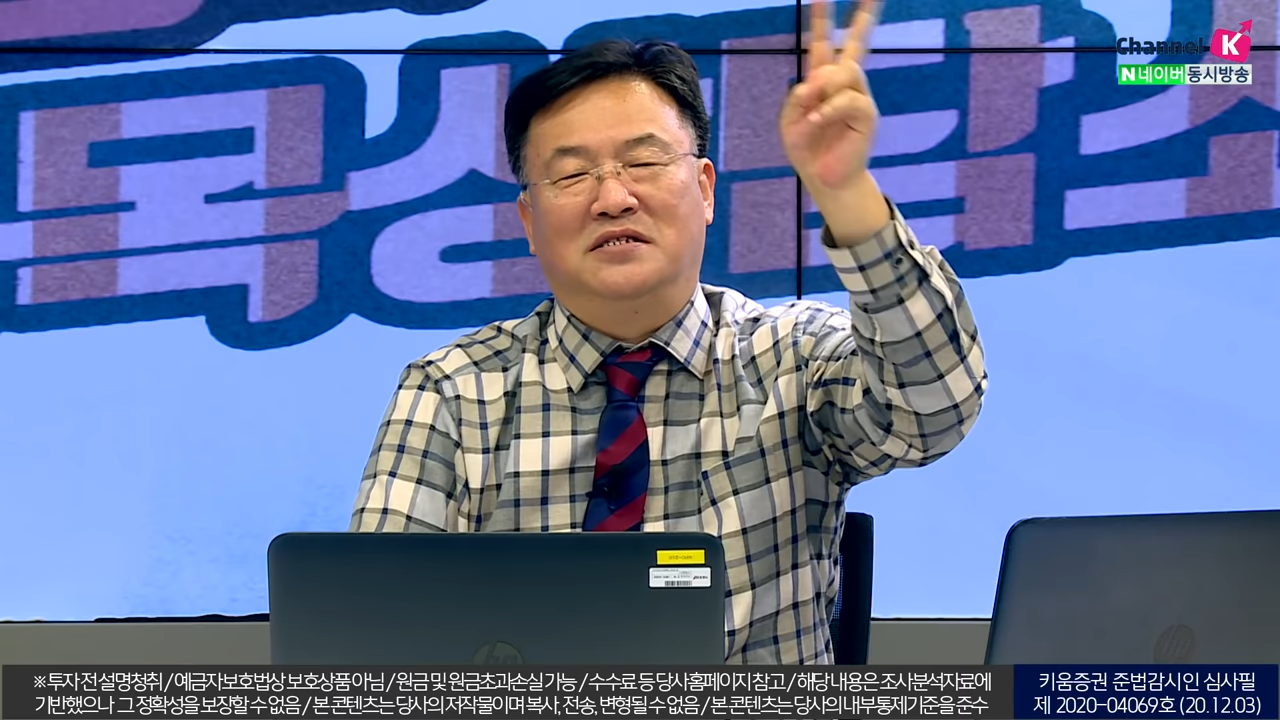 Channel K
N 네이버 동시방송
목상담소
hp
hp
※ 투자 전 설명청취 / 예금자보호법상 보호상품 아님 / 원금 및 원금초과손실 가능 / 수수료 등 당사홈페이지 참고 / 해당 내용은 조사분석자료에
기반했으나 그 정확성을 보장할 수 없음 / 본 콘텐츠는 당사의 저작물이며 복사, 전송, 변형될 수 없음 / 본 콘텐츠는 당사의 내부통제기준을 준수
키움증권 준법감시인 심사필
제 2020-04069호 (20.12.03)